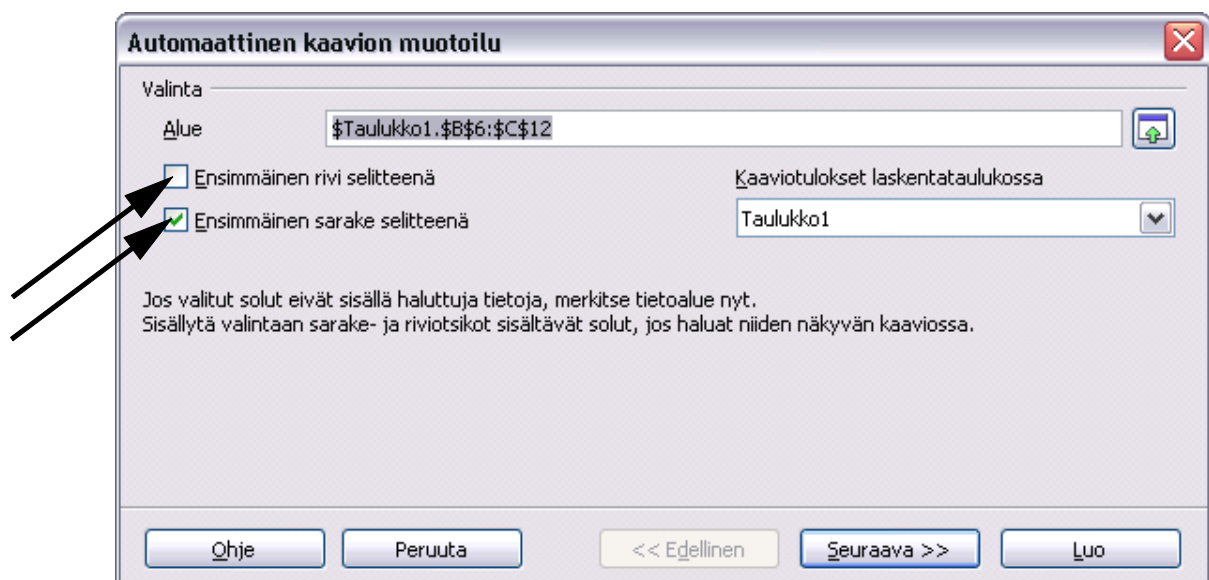 Automaattinen kaavion muotoilu
Valinta
Alue
$Taulukko1.$B$6:$C$12
Ensimmäinen rivi selitteenä
Kaaviotulokset laskentataulukossa
Ensimmäinen sarake selitteenä
Taulukko1
Jos valitut solut eivät sisällä haluttuja tietoja, merkitse tietoalue nyt.
Sisällytä valintaan sarake- ja riviotsikot sisältävät solut, jos haluat niiden näkyvän kaaviossa.
Ohje
Peruuta
<< Edellinen
Seuraava >>
Luo